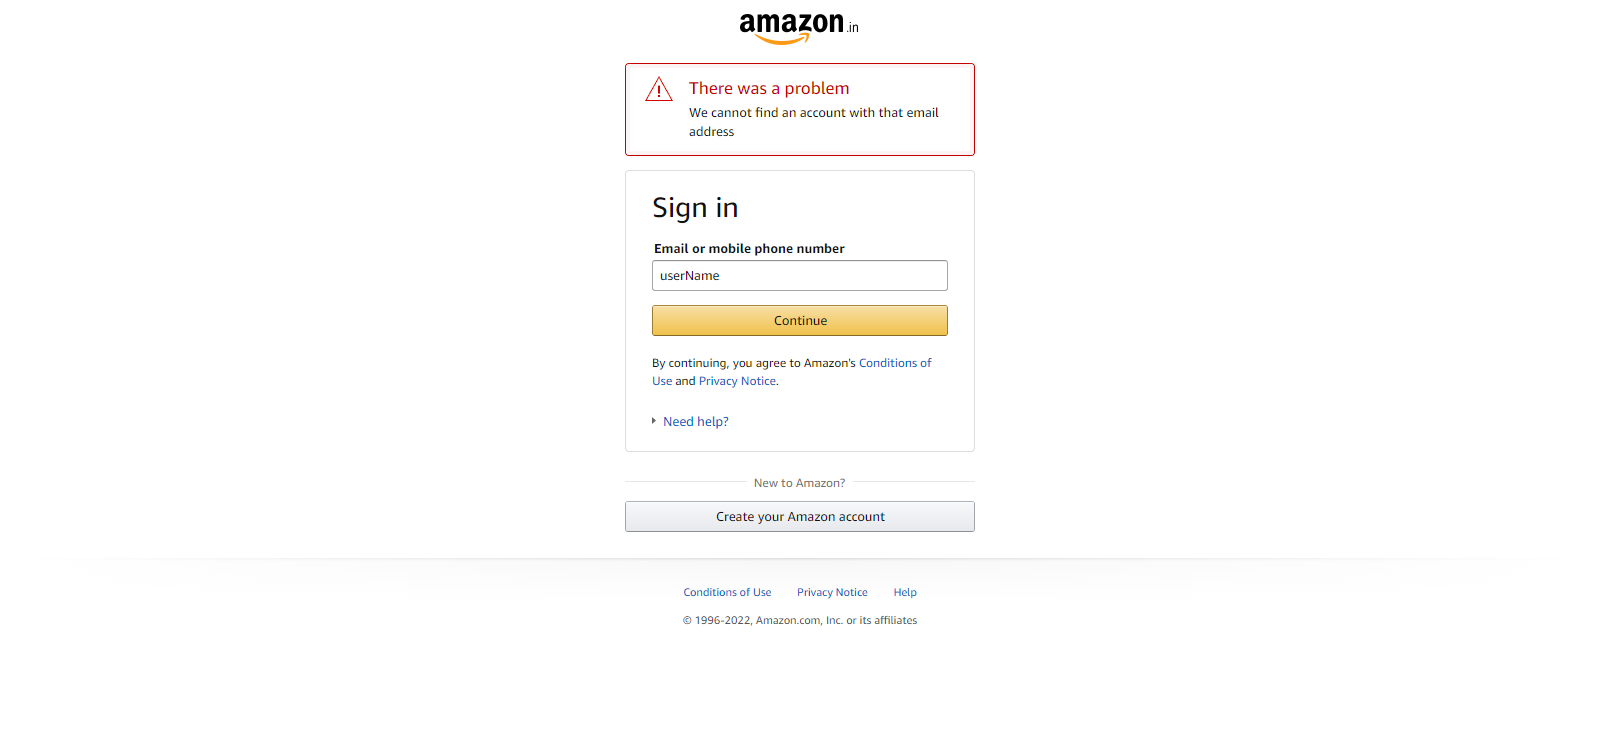 amazon.in
There was a problem
We cannot find an account with that email
address
Sign in
Email or mobile phone number
userName
Continue
By continuing, you agree to Amazon's Conditions of
Use and Privacy Notice.
Need help?
New to Amazon?
Create your Amazon account
Conditions of Use Privacy Notice Help
© 1996-2022, Amazon.com, Inc. or its affiliates